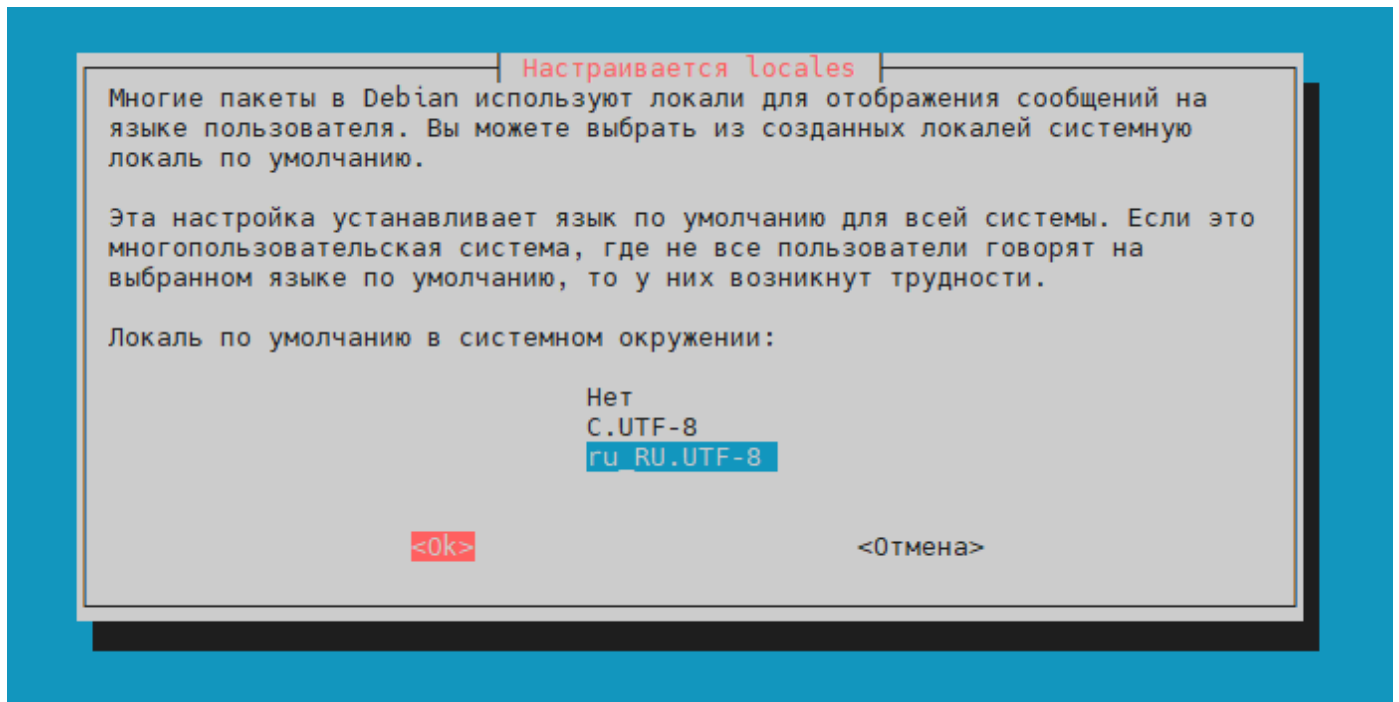 Настраивается locales
Многие пакеты в Debian используют локали для отображения сообщений на
языке пользователя. Вы можете выбрать из созданных локалей системную
локаль по умолчанию.
Эта настройка устанавливает язык по умолчанию для всей системы. Если это
многопользовательская система, где не все пользователи говорят на
выбранном языке по умолчанию, то у них возникнут трудности.
Локаль по умолчанию в системном окружении:
Нет
C.UTF-8
ru_RU.UTF-8
<Ok> <Отмена>